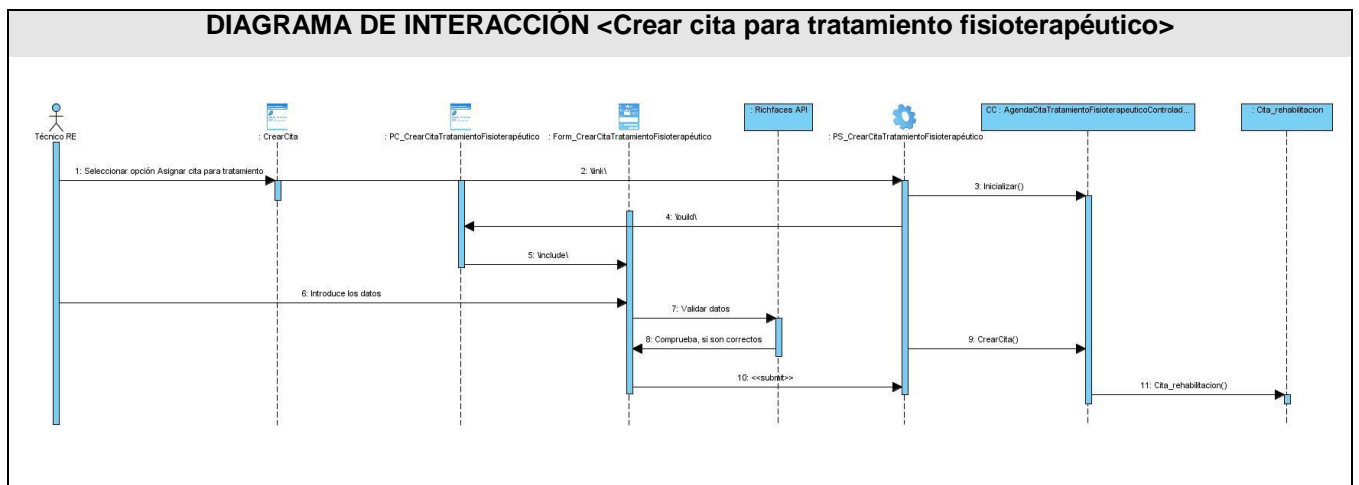 DIAGRAMA DE INTERACCIÓN <Crear cita para tratamiento fisioterapéutico>
Técnico RE
: CrearCita
: PC_CrearCitaTratamientoFisioterapéutico
: Form_CrearCitaTratamientoFisioterapéutico
: Richfaces API
: PS_CrearCitaTratamientoFisioterapéutico
CC : AgendaCitaTratamientoFisioterapeuticoControlad...
: Cita_rehabilitacion
1: Seleccionar opción Asignar cita para tratamiento
2: \link\
3: Inicializar()
4: \build\
5: \include\
6: Introduce los datos
7: Validar datos
8: Comprueba, si son correctos
9: CrearCita()
10: <<submit>>
11: Cita_rehabilitacion()